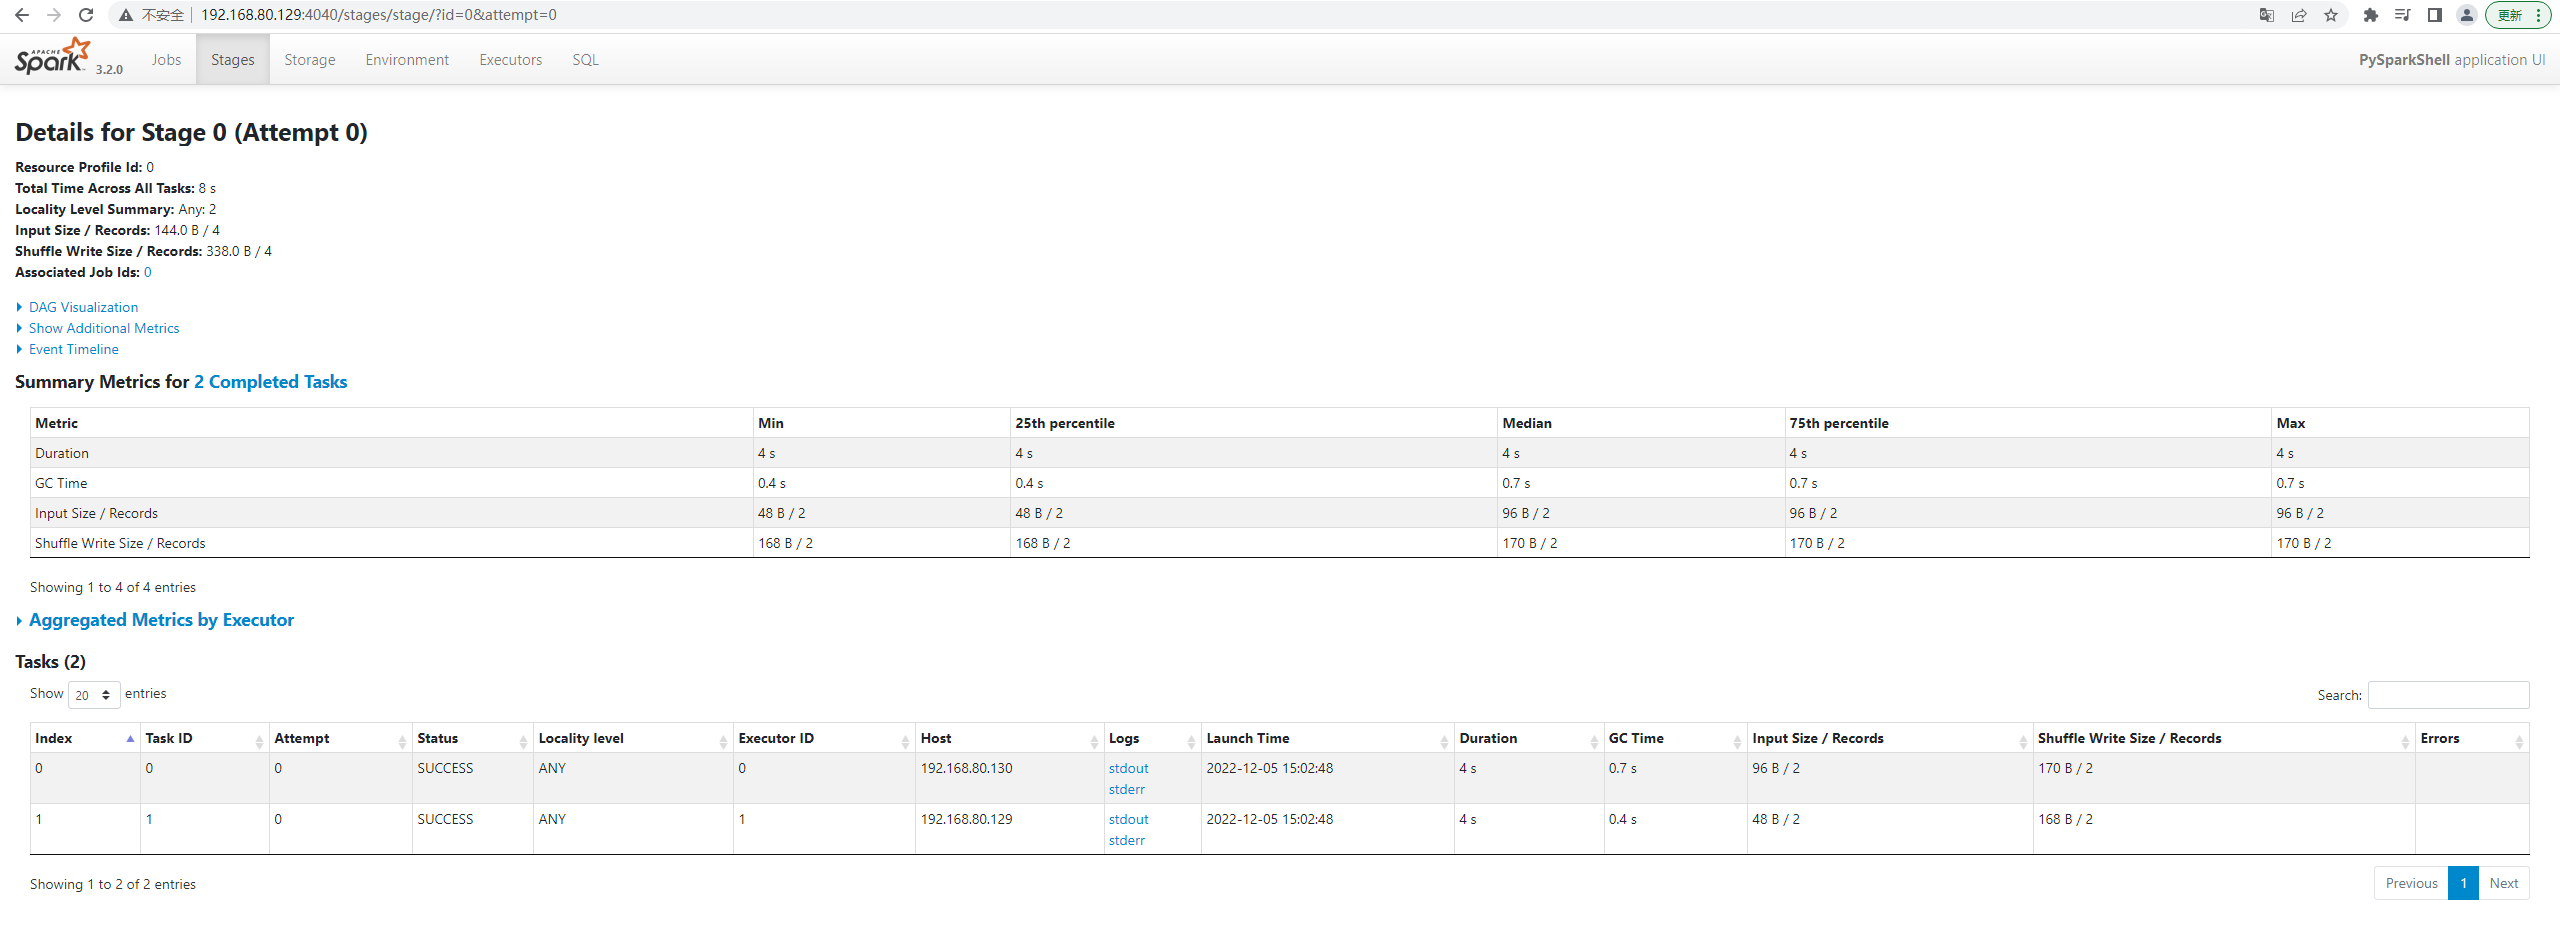 不安全 192.168.80.129:4040/stages/stage/?id=0&attempt=0 更新
APACHE Spark 3.2.0 Jobs Stages Storage Environment Executors SQL PySparkShell application UI
Details for Stage 0 (Attempt 0)
Resource Profile Id: 0
Total Time Across All Tasks: 8 s
Locality Level Summary: Any: 2
Input Size / Records: 144.0 B / 4
Shuffle Write Size / Records: 338.0 B / 4
Associated Job Ids: 0
DAG Visualization
Show Additional Metrics
Event Timeline
Summary Metrics for 2 Completed Tasks
Metric Min 25th percentile Median 75th percentile Max
Duration 4 s 4 s 4 s 4 s 4 s
GC Time 0.4 s 0.4 s 0.7 s 0.7 s 0.7 s
Input Size / Records 48 B / 2 48 B / 2 96 B / 2 96 B / 2 96 B / 2
Shuffle Write Size / Records 168 B / 2 168 B / 2 170 B / 2 170 B / 2 170 B / 2
Showing 1 to 4 of 4 entries
Aggregated Metrics by Executor
Tasks (2)
Show 20 entries Search:
Index Task ID Attempt Status Locality level Executor ID Host Logs Launch Time Duration GC Time Input Size / Records Shuffle Write Size / Records Errors
0 0 0 SUCCESS ANY 0 192.168.80.130 stdout 2022-12-05 15:02:48 4 s 0.7 s 96 B / 2 170 B / 2
stderr
1 1 0 SUCCESS ANY 1 192.168.80.129 stdout 2022-12-05 15:02:48 4 s 0.4 s 48 B / 2 168 B / 2
stderr
Showing 1 to 2 of 2 entries Previous 1 Next